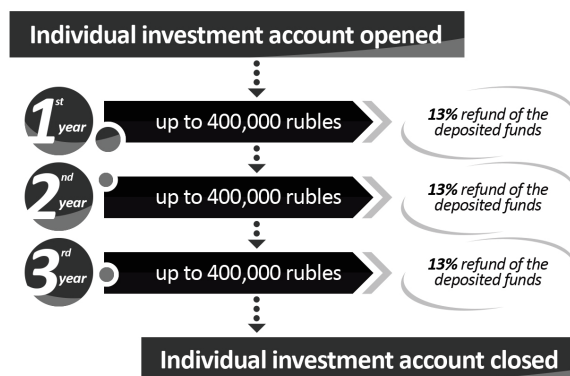 Individual investment account opened
1st year
up to 400,000 rubles
13% refund of the
deposited funds
2nd year
up to 400,000 rubles
13% refund of the
deposited funds
3rd year
up to 400,000 rubles
13% refund of the
deposited funds
Individual investment account closed